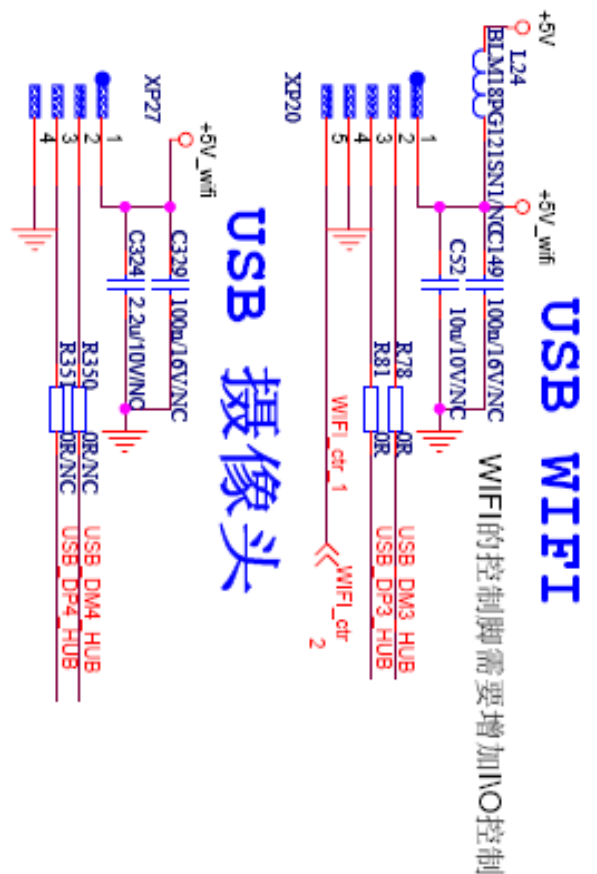 USB WIFI
WIFI的控制脚需要增加I\O控制
+5V
L24
BLM18PG121SN1/NC
+5V_wifi
C149
100n/16V/NC
C52
10u/10V/NC
XP20
1
2
3
4
5
R78
0R
R81
0R
USB_DM3_HUB
USB_DP3_HUB
WIFI_ctr_1
WIFI_ctr
2
USB 摄像头
+5V_wifi
C329
100n/16V/NC
C324
2.2u/10V/NC
XP27
1
2
3
4
R350
0R/NC
R351
0R/NC
USB_DM4_HUB
USB_DP4_HUB